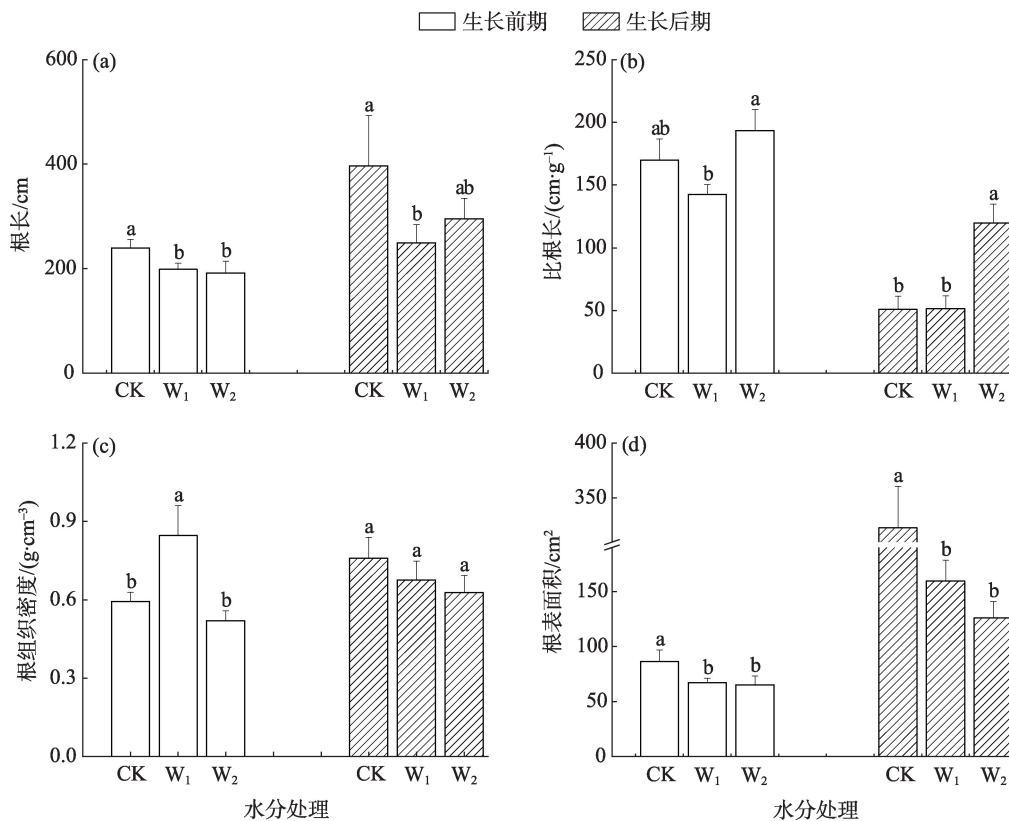 生长前期 生长后期
(a)
600
400
200
0
根长/cm
a b b a b ab
CK W₁ W₂ CK W₁ W₂
(b)
250
200
150
100
50
0
比根长/(cm·g⁻¹)
ab b a b b a
CK W₁ W₂ CK W₁ W₂
(c)
1.2
0.9
0.6
0.3
0.0
根组织密度/(g·cm⁻³)
b a b a a a
CK W₁ W₂ CK W₁ W₂
水分处理
(d)
400
350
150
100
50
0
根表面积/cm²
a b b a b b
CK W₁ W₂ CK W₁ W₂
水分处理